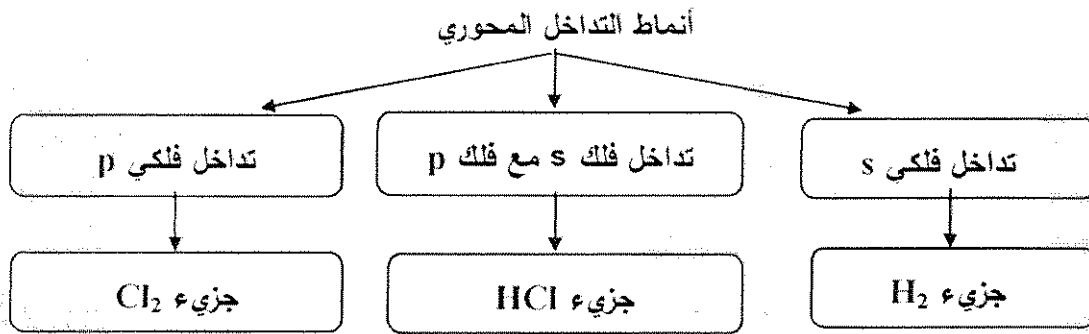 أنماط التداخل المحوري
تداخل فلكي s
تداخل فلك s مع فلك p
تداخل فلكي p
جزيء H₂
جزيء HCl
جزيء Cl₂